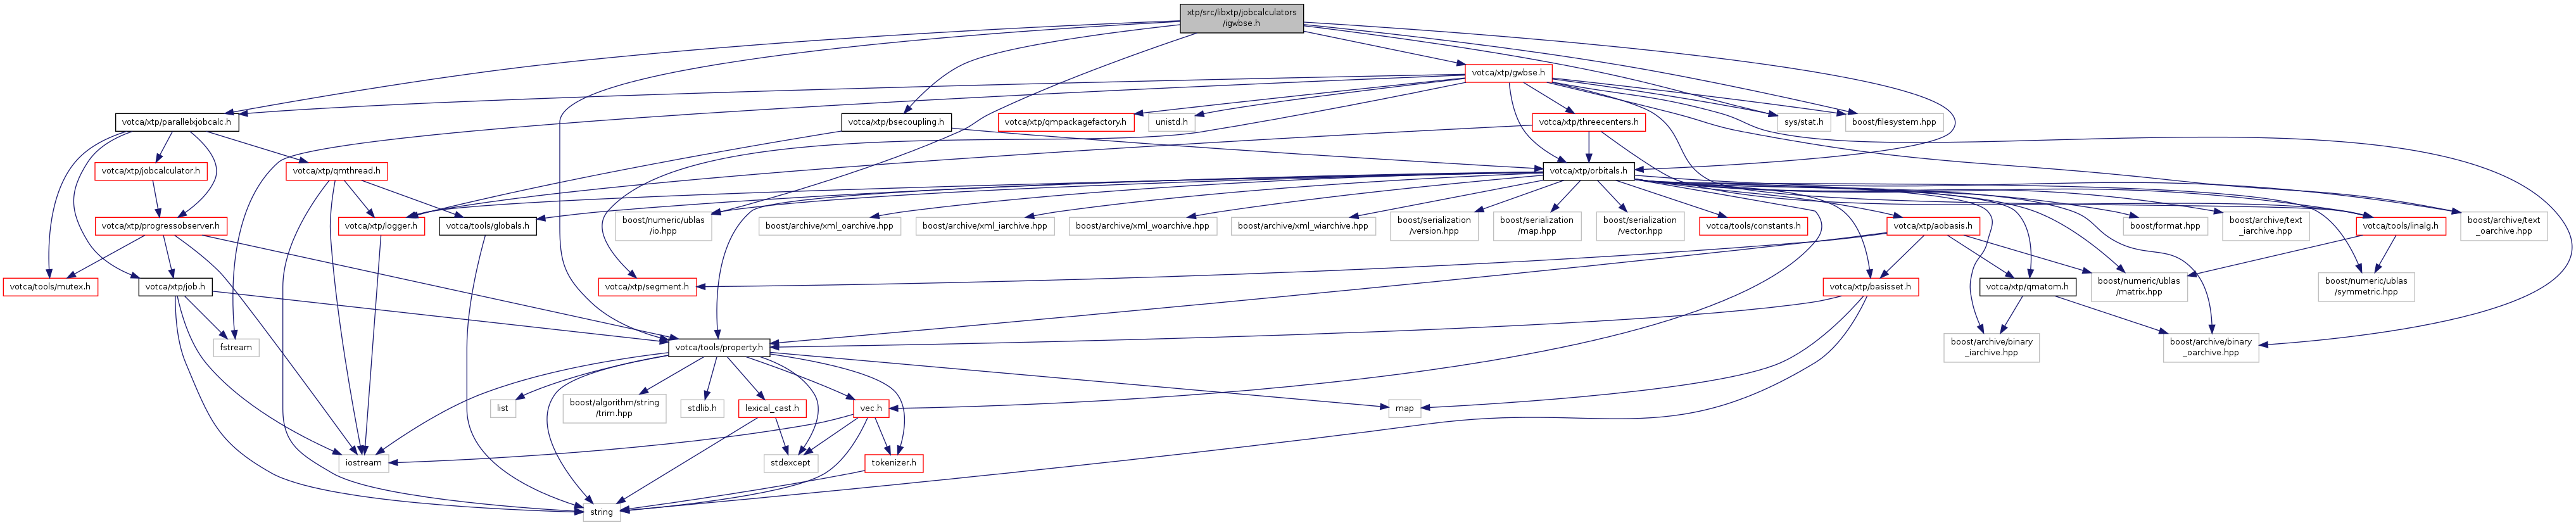 xtp/src/libxtp/jobcalculators
/igwbse.h
votca/xtp/gwbse.h
votca/xtp/parallelxjobcalc.h
votca/xtp/bsecoupling.h
votca/xtp/qmpackagefactory.h
unistd.h
votca/xtp/threecenters.h
sys/stat.h
boost/filesystem.hpp
votca/xtp/jobcalculator.h
votca/xtp/qmthread.h
votca/xtp/orbitals.h
votca/xtp/progressobserver.h
votca/xtp/logger.h
votca/tools/globals.h
boost/numeric/ublas
/io.hpp
boost/archive/xml_oarchive.hpp
boost/archive/xml_iarchive.hpp
boost/archive/xml_woarchive.hpp
boost/archive/xml_wiarchive.hpp
boost/serialization
/version.hpp
boost/serialization
/map.hpp
boost/serialization
/vector.hpp
votca/tools/constants.h
votca/xtp/aobasis.h
boost/format.hpp
boost/archive/text
_iarchive.hpp
votca/tools/linalg.h
boost/archive/text
_oarchive.hpp
votca/tools/mutex.h
votca/xtp/job.h
votca/xtp/segment.h
votca/xtp/basisset.h
votca/xtp/qmatom.h
boost/numeric/ublas
/matrix.hpp
boost/numeric/ublas
/symmetric.hpp
fstream
votca/tools/property.h
boost/archive/binary
_iarchive.hpp
boost/archive/binary
_oarchive.hpp
list
boost/algorithm/string
/trim.hpp
stdlib.h
lexical_cast.h
vec.h
map
iostream
stdexcept
tokenizer.h
string